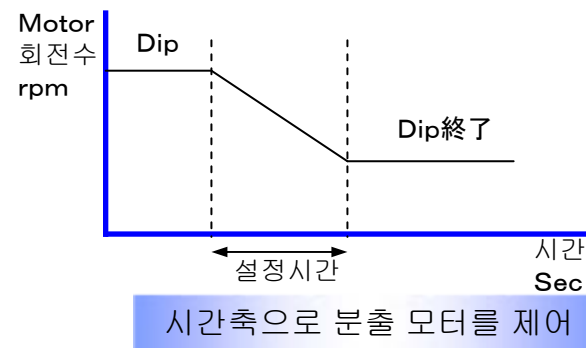 Motor
회전수
rpm
Dip
Dip終了
설정시간
시간
Sec
시간축으로 분출 모터를 제어